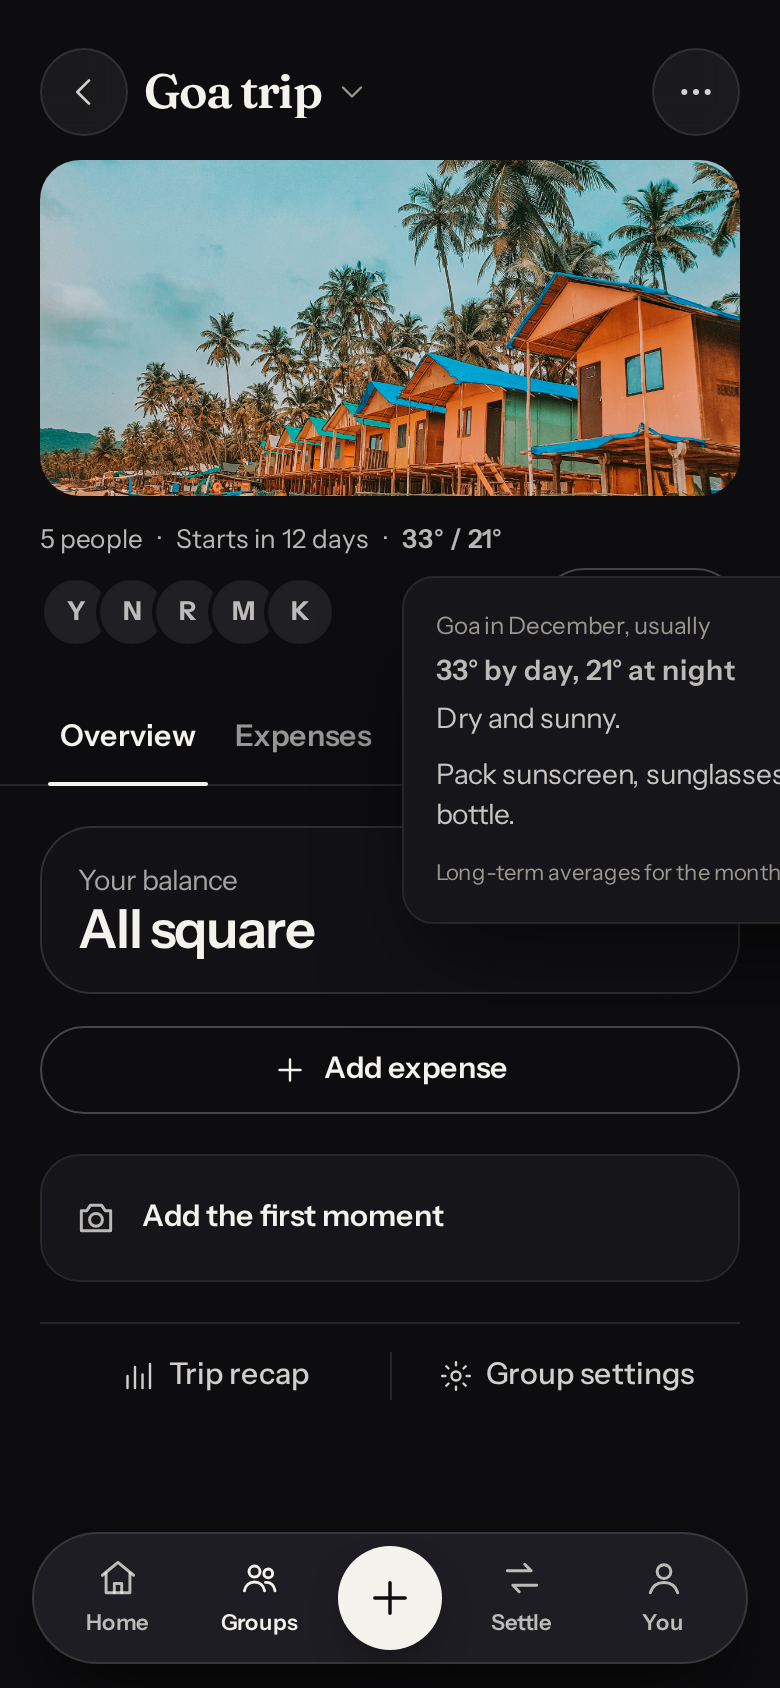 Goa trip
5 people · Starts in 12 days · 33° / 21°
Y N R M K
Goa in December, usually
33° by day, 21° at night
Dry and sunny.
Pack sunscreen, sunglasses
bottle.
Long-term averages for the month
Overview Expenses
Your balance
All square
Add expense
Add the first moment
Trip recap Group settings
Home Groups Settle You